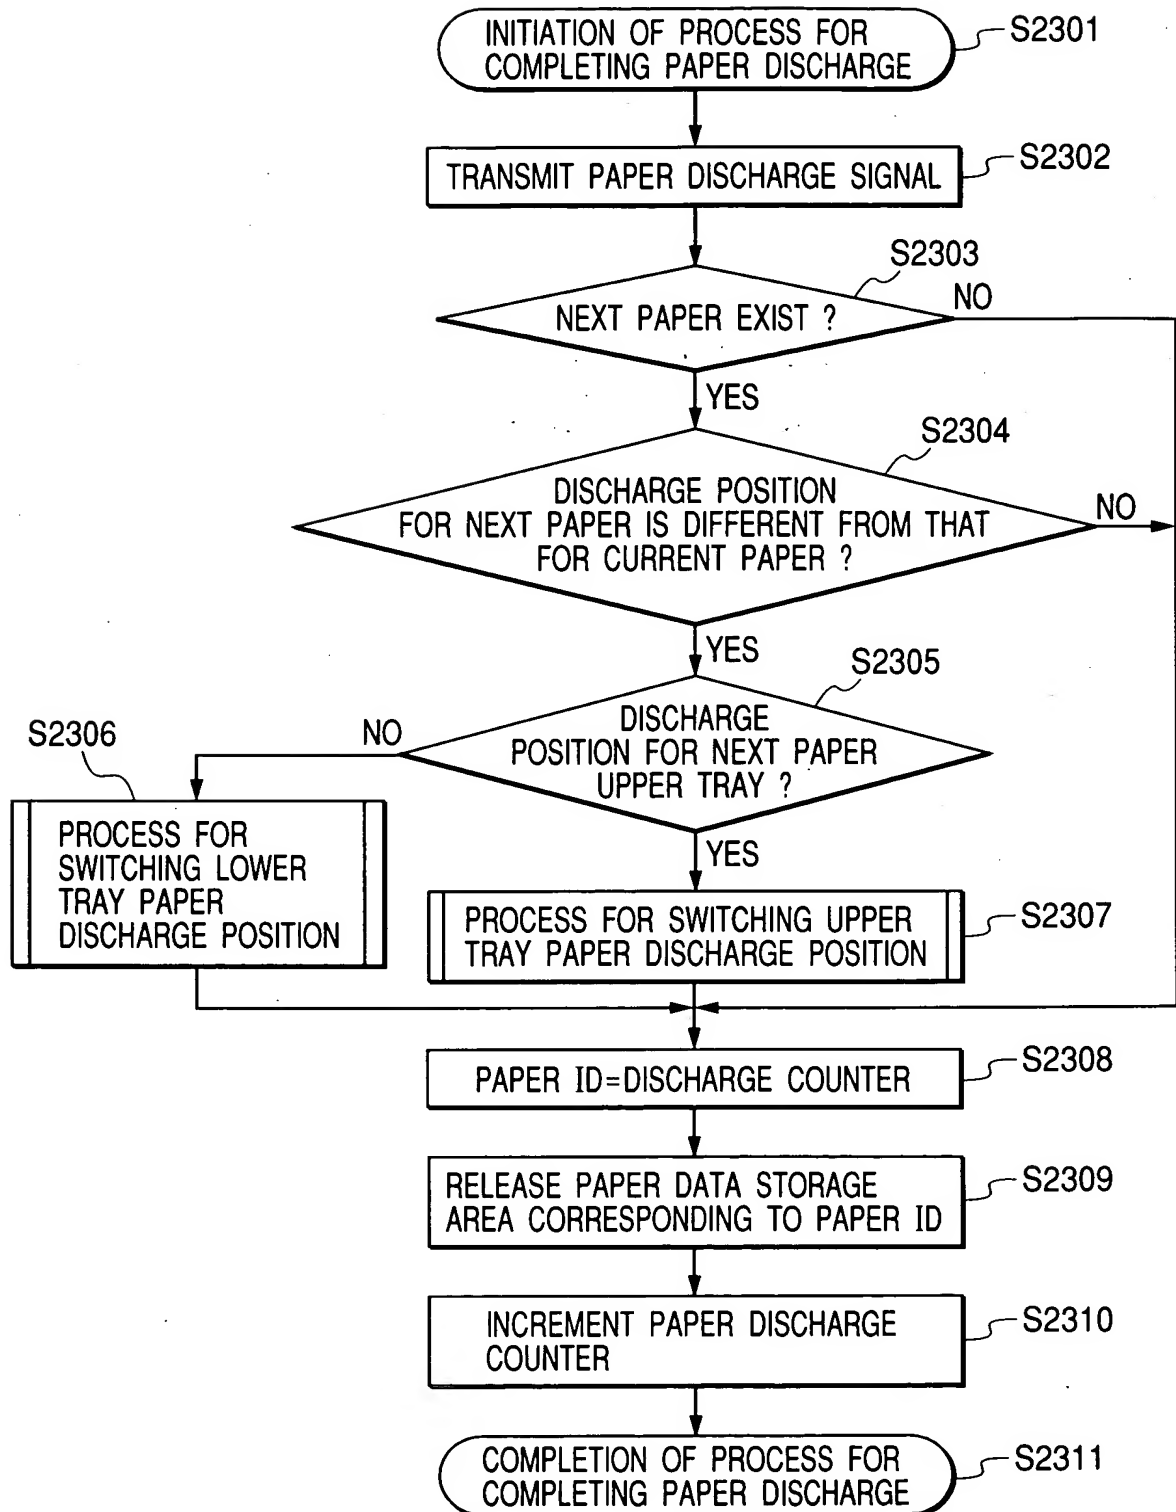 INITIATION OF PROCESS FOR
COMPLETING PAPER DISCHARGE
S2301
TRANSMIT PAPER DISCHARGE SIGNAL
S2302
S2303
NEXT PAPER EXIST ?
NO
YES
S2304
DISCHARGE POSITION
FOR NEXT PAPER IS DIFFERENT FROM THAT
FOR CURRENT PAPER ?
NO
YES
S2305
DISCHARGE
POSITION FOR NEXT PAPER
UPPER TRAY ?
NO
S2306
PROCESS FOR
SWITCHING LOWER
TRAY PAPER
DISCHARGE POSITION
YES
PROCESS FOR SWITCHING UPPER
TRAY PAPER DISCHARGE POSITION
S2307
PAPER ID=DISCHARGE COUNTER
S2308
RELEASE PAPER DATA STORAGE
AREA CORRESPONDING TO PAPER ID
S2309
INCREMENT PAPER DISCHARGE
COUNTER
S2310
COMPLETION OF PROCESS FOR
COMPLETING PAPER DISCHARGE
S2311